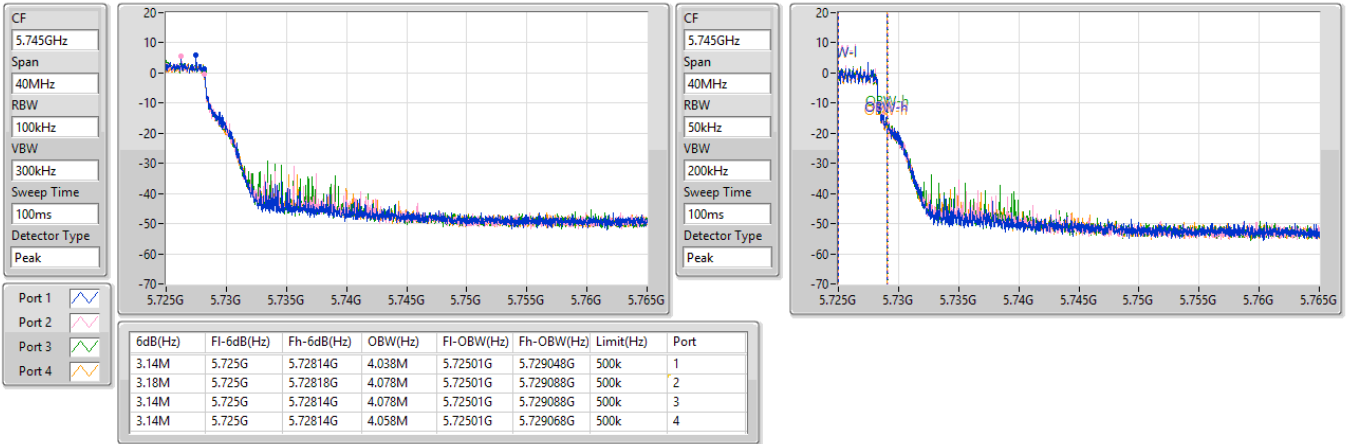 CF
5.745GHz
Span
40MHz
RBW
100kHz
VBW
300kHz
Sweep Time
100ms
Detector Type
Peak
20
10
0
-10
-20
-30
-40
-50
-60
-70
5.725G 5.73G 5.735G 5.74G 5.745G 5.75G 5.755G 5.76G 5.765G
CF
5.745GHz
Span
40MHz
RBW
50kHz
VBW
200kHz
Sweep Time
100ms
Detector Type
Peak
20
10
0
-10
-20
-30
-40
-50
-60
-70
W-l
OBW-h
5.725G 5.73G 5.735G 5.74G 5.745G 5.75G 5.755G 5.76G 5.765G
Port 1
Port 2
Port 3
Port 4
6dB(Hz) Fl-6dB(Hz) Fh-6dB(Hz) OBW(Hz) Fl-OBW(Hz) Fh-OBW(Hz) Limit(Hz) Port
3.14M 5.725G 5.72814G 4.038M 5.72501G 5.729048G 500k 1
3.18M 5.725G 5.72818G 4.078M 5.72501G 5.729088G 500k 2
3.14M 5.725G 5.72814G 4.078M 5.72501G 5.729088G 500k 3
3.14M 5.725G 5.72814G 4.058M 5.72501G 5.729068G 500k 4